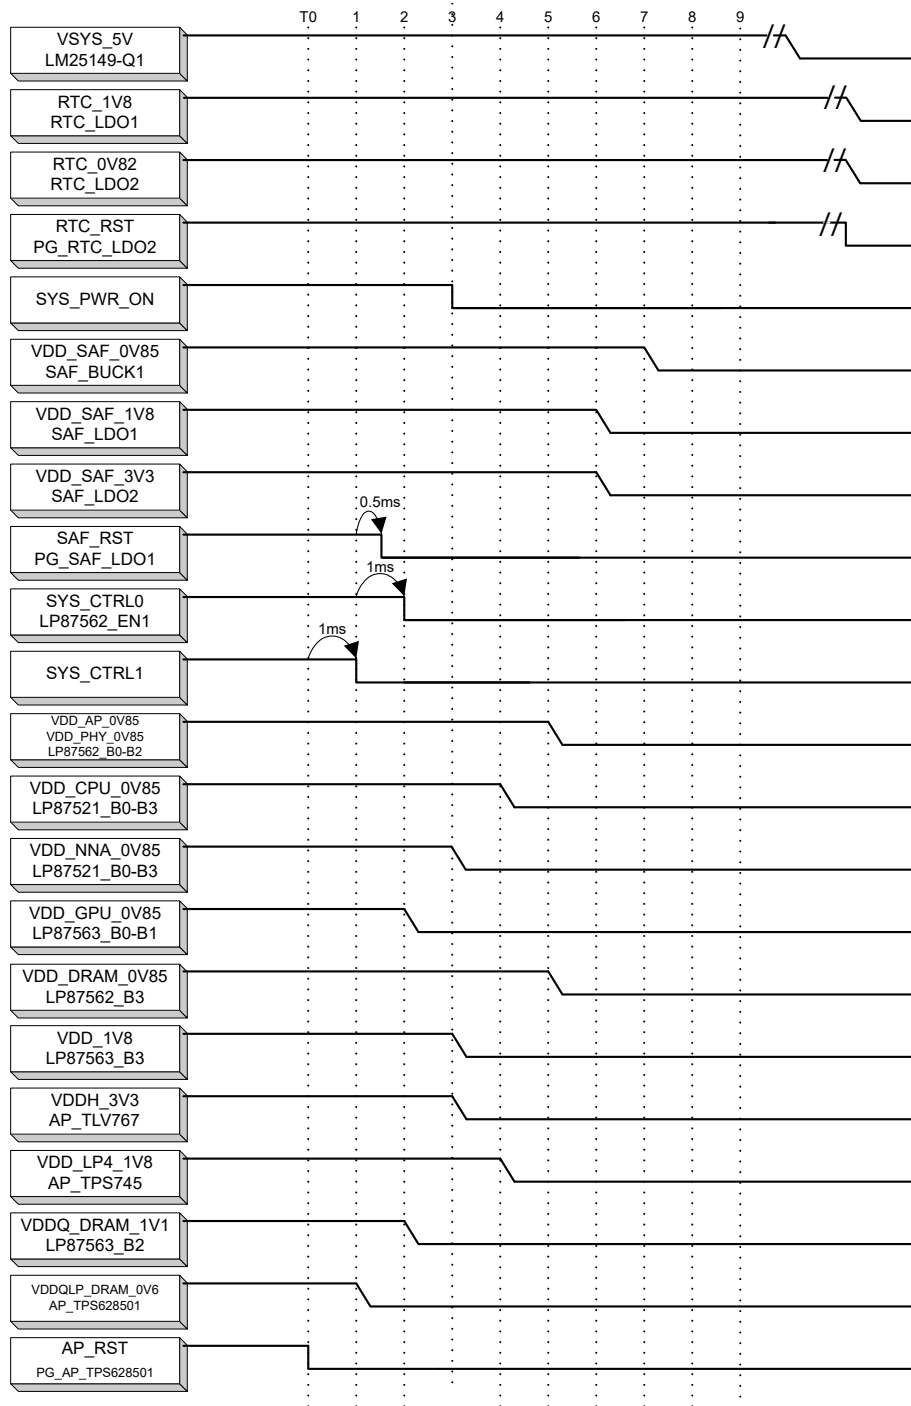 T0 1 2 3 4 5 6 7 8 9
VSYS_5V
LM25149-Q1
RTC_1V8
RTC_LDO1
RTC_0V82
RTC_LDO2
RTC_RST
PG_RTC_LDO2
SYS_PWR_ON
VDD_SAF_0V85
SAF_BUCK1
VDD_SAF_1V8
SAF_LDO1
VDD_SAF_3V3
SAF_LDO2
0.5ms
SAF_RST
PG_SAF_LDO1
1ms
SYS_CTRL0
LP87562_EN1
1ms
SYS_CTRL1
VDD_AP_0V85
VDD_PHY_0V85
LP87562_B0-B2
VDD_CPU_0V85
LP87521_B0-B3
VDD_NNA_0V85
LP87521_B0-B3
VDD_GPU_0V85
LP87563_B0-B1
VDD_DRAM_0V85
LP87562_B3
VDD_1V8
LP87563_B3
VDDH_3V3
AP_TLV767
VDD_LP4_1V8
AP_TPS745
VDDQ_DRAM_1V1
LP87563_B2
VDDQLP_DRAM_0V6
AP_TPS628501
AP_RST
PG_AP_TPS628501